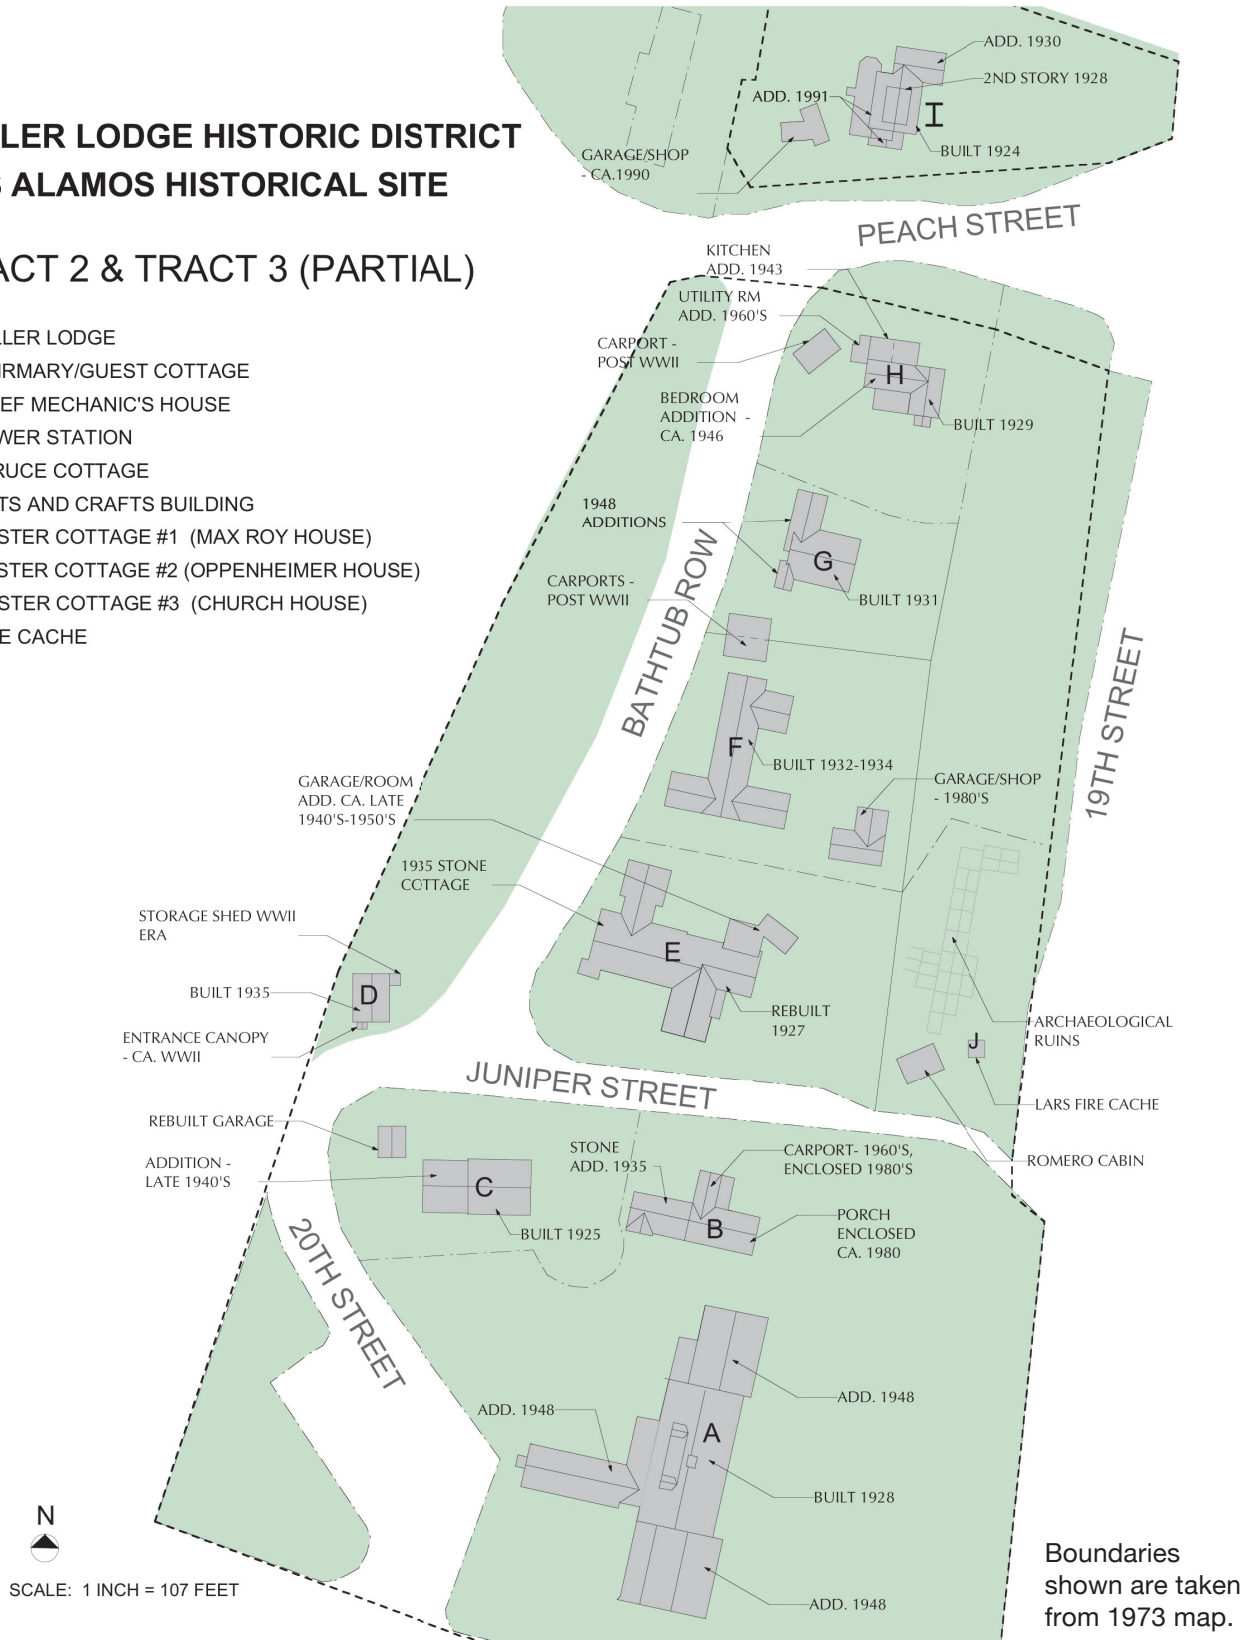 LLER LODGE HISTORIC DISTRICT
S ALAMOS HISTORICAL SITE
ACT 2 & TRACT 3 (PARTIAL)
LLER LODGE
IRMARY/GUEST COTTAGE
EF MECHANIC'S HOUSE
WER STATION
RUCE COTTAGE
TS AND CRAFTS BUILDING
STER COTTAGE #1 (MAX ROY HOUSE)
STER COTTAGE #2 (OPPENHEIMER HOUSE)
STER COTTAGE #3 (CHURCH HOUSE)
E CACHE
ADD. 1930
2ND STORY 1928
ADD. 1991
I
BUILT 1924
GARAGE/SHOP
- CA.1990
PEACH STREET
KITCHEN
ADD. 1943
UTILITY RM
ADD. 1960'S
CARPORT -
POST WWII
H
BEDROOM
ADDITION -
CA. 1946
BUILT 1929
1948
ADDITIONS
G
CARPORTS -
POST WWII
BUILT 1931
BATHTUB ROW
19TH STREET
F
BUILT 1932-1934
GARAGE/SHOP
- 1980'S
GARAGE/ROOM
ADD. CA. LATE
1940'S-1950'S
1935 STONE
COTTAGE
STORAGE SHED WWII
ERA
E
D
BUILT 1935
REBUILT
1927
ENTRANCE CANOPY
- CA. WWII
ARCHAEOLOGICAL
RUINS
J
JUNIPER STREET
LARS FIRE CACHE
REBUILT GARAGE
STONE
ADD. 1935
CARPORT- 1960'S,
ENCLOSED 1980'S
ROMERO CABIN
ADDITION -
LATE 1940'S
C
BUILT 1925
B
PORCH
ENCLOSED
CA. 1980
20TH STREET
ADD. 1948
ADD. 1948
A
BUILT 1928
ADD. 1948
N
SCALE: 1 INCH = 107 FEET
Boundaries
shown are taken
from 1973 map.